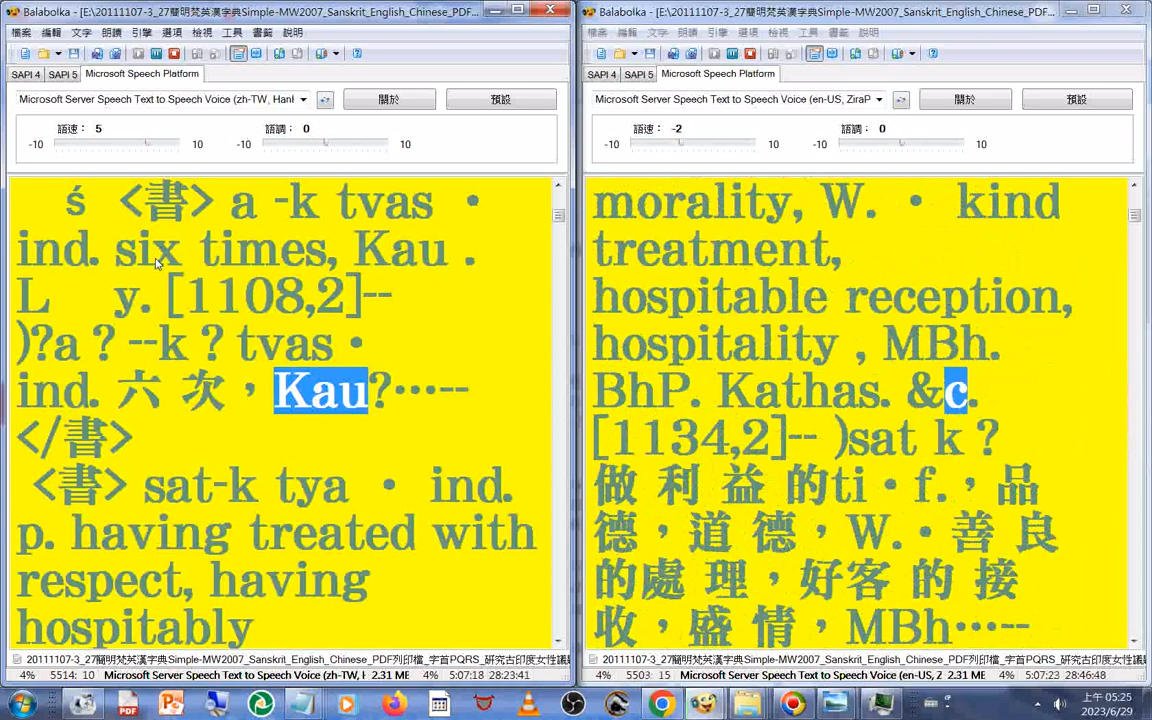 Balabolka - [E:\20111107-3_27簡明梵英漢字典Simple-MW2007_Sanskrit_English_Chinese_PDF...
檔案 編輯 文字 朗讀 引擎 選項 檢視 工具 書籤 說明
SAPI 4 SAPI 5 Microsoft Speech Platform
Microsoft Server Speech Text to Speech Voice (zh-TW, Hanl
關於 預設
語速： 5 語調： 0
-10 10 -10 10
ś <書> a -k tvas •
ind. six times, Kau .
L y. [1108,2]--
)?a ? --k ? tvas •
ind. 六 次，Kau?…--
</書>
<書> sat-k tya • ind.
p. having treated with
respect, having
hospitably
20111107-3_27簡明梵英漢字典Simple-MW2007_Sanskrit_English_Chinese_PDF列印檔_字首PQRS_研究古印度女性議
4% 5514: 10 Microsoft Server Speech Text to Speech Voice (zh-TW, H 2.31 ME 4% 5:07:18 28:23:41
Balabolka - [E:\20111107-3_27簡明梵英漢字典Simple-MW2007_Sanskrit_English_Chinese_PDF...
檔案 編輯 文字 朗讀 引擎 選項 檢視 工具 書籤 說明
SAPI 4 SAPI 5 Microsoft Speech Platform
Microsoft Server Speech Text to Speech Voice (en-US, ZiraP
關於 預設
語速： -2 語調： 0
-10 10 -10 10
morality, W. • kind
treatment,
hospitable reception,
hospitality , MBh.
BhP. Kathas. &c.
[1134,2]-- )sat k ?
做 利 益 的ti•f.，品
德，道 德，W.•善 良
的處 理，好客 的 接
收，盛 情，MBh…--
20111107-3_27簡明梵英漢字典Simple-MW2007_Sanskrit_English_Chinese_PDF列印檔_字首PQRS_研究古印度女性議
4% 5503: 15 Microsoft Server Speech Text to Speech Voice (en-US, Z 2.31 ME 4% 5:07:23 28:46:48
上午 05:25
2023/6/29